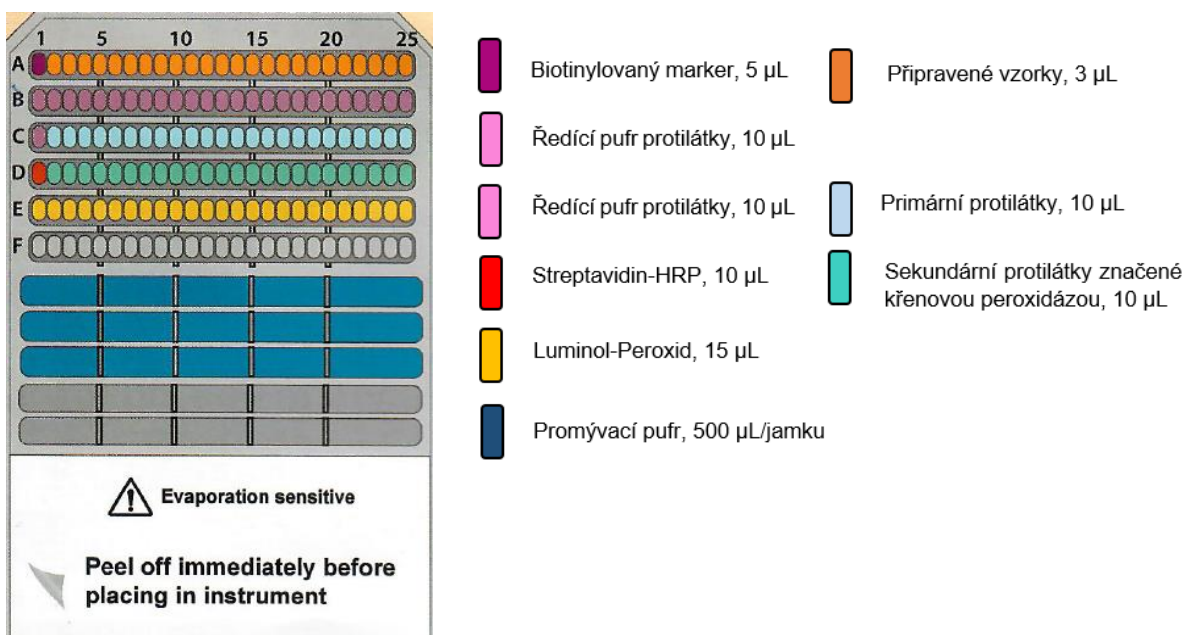 1 5 10 15 20 25
A
B
C
D
E
F
Evaporation sensitive
Peel off immediately before
placing in instrument
Biotinylovaný marker, 5 µL
Připravené vzorky, 3 µL
Ředící pufr protilátky, 10 µL
Ředící pufr protilátky, 10 µL
Primární protilátky, 10 µL
Streptavidin-HRP, 10 µL
Sekundární protilátky značené
křenovou peroxidázou, 10 µL
Luminol-Peroxid, 15 µL
Promývací pufr, 500 µL/jamku